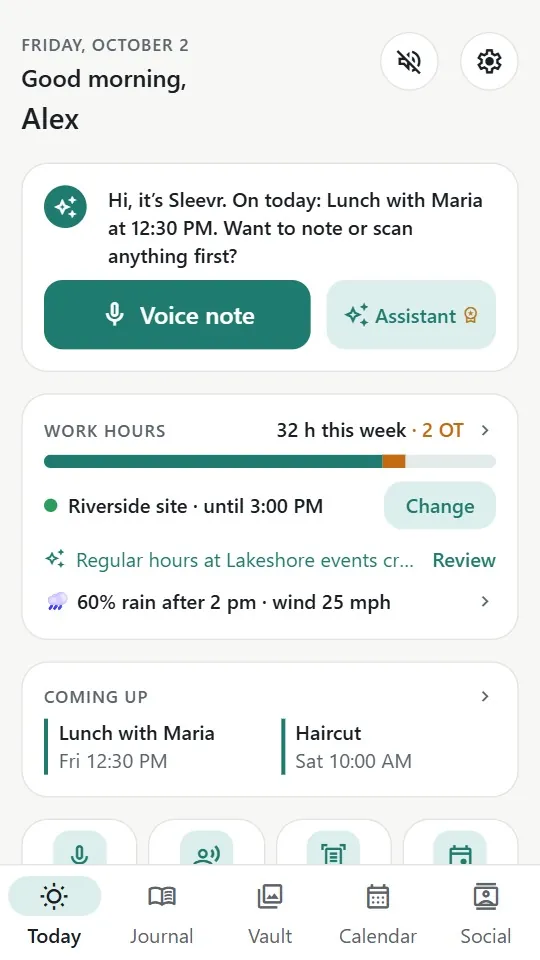 FRIDAY, OCTOBER 2
Good morning,
Alex
Hi, it’s Sleevr. On today: Lunch with Maria
at 12:30 PM. Want to note or scan
anything first?
Voice note
Assistant
WORK HOURS
32 h this week · 2 OT
Riverside site · until 3:00 PM
Change
Regular hours at Lakeshore events cr...
Review
60% rain after 2 pm · wind 25 mph
COMING UP
Lunch with Maria
Fri 12:30 PM
Haircut
Sat 10:00 AM
Today
Journal
Vault
Calendar
Social